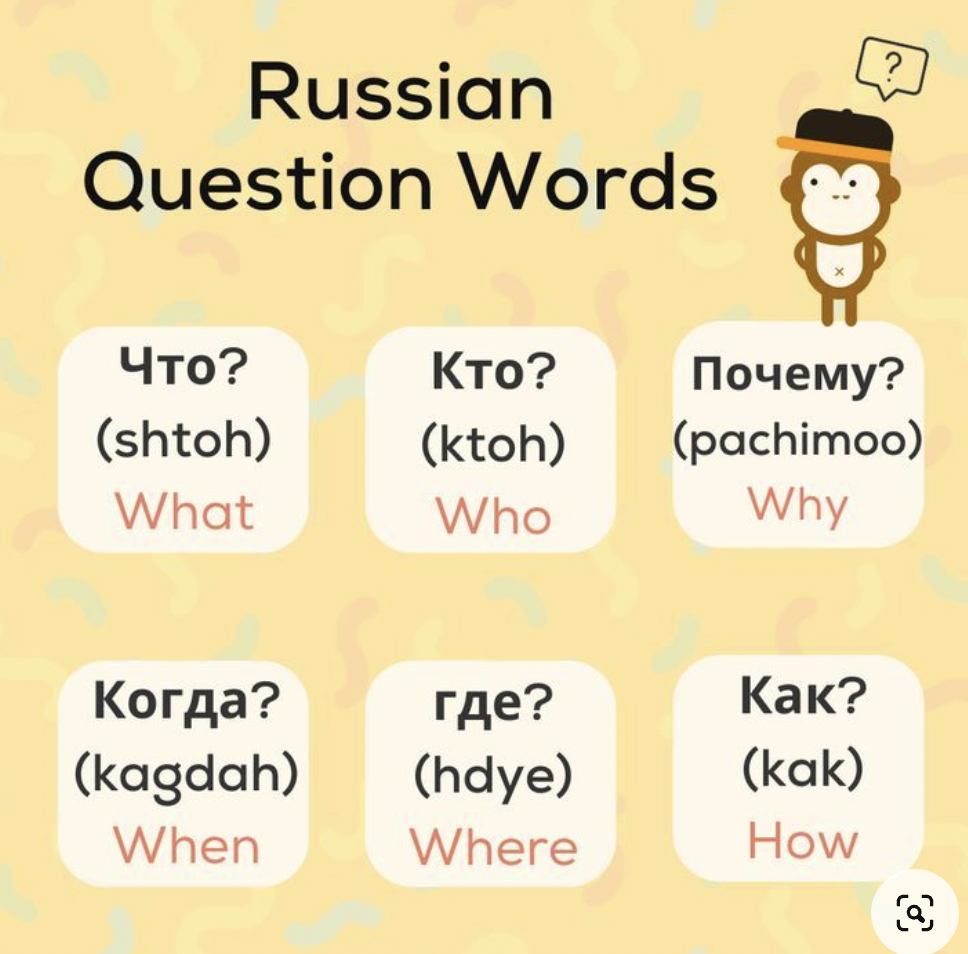 ?
Russian
Question Words
Что?
(shtoh)
What
Кто?
(ktoh)
Who
Почему?
(pachimoo)
Why
Когда?
(kagdah)
When
где?
(hdye)
Where
Как?
(kak)
How